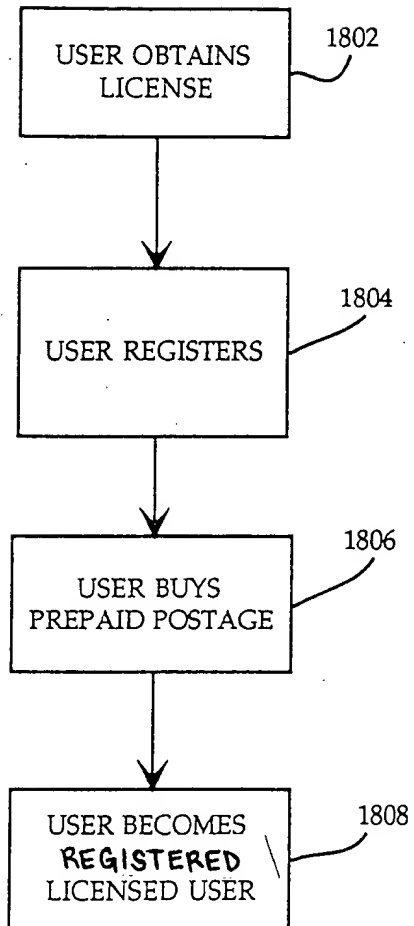 USER OBTAINS
LICENSE
1802
USER REGISTERS
1804
USER BUYS
PREPAID POSTAGE
1806
USER BECOMES
REGISTERED
LICENSED USER
1808